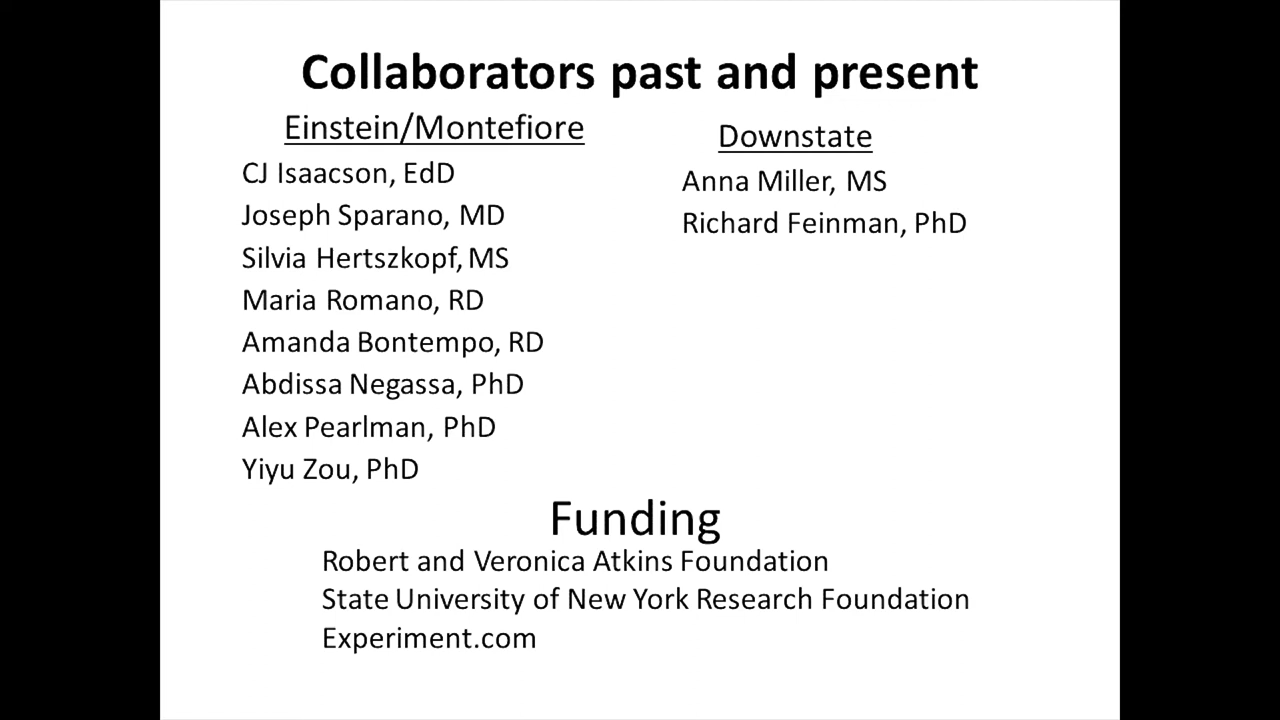 Collaborators past and present
Einstein/Montefiore
CJ Isaacson, EdD
Joseph Sparano, MD
Silvia Hertszkopf, MS
Maria Romano, RD
Amanda Bontempo, RD
Abdissa Negassa, PhD
Alex Pearlman, PhD
Yiyu Zou, PhD
Downstate
Anna Miller, MS
Richard Feinman, PhD
Funding
Robert and Veronica Atkins Foundation
State University of New York Research Foundation
Experiment.com